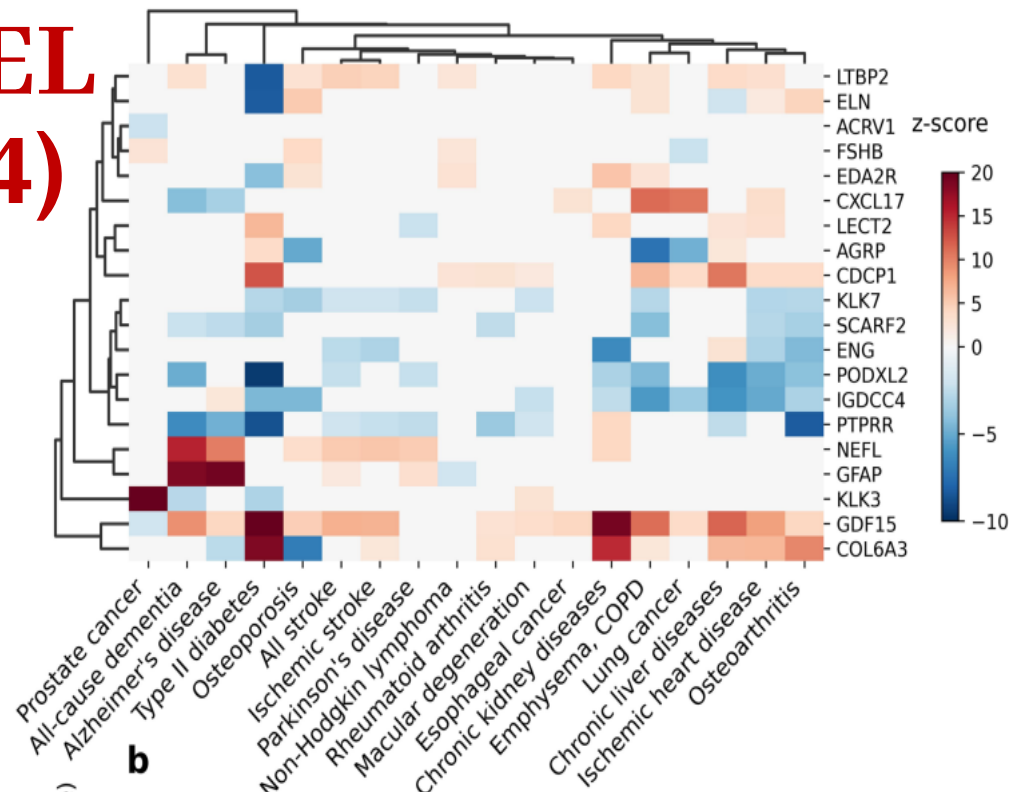 EL
4)
LTBP2
ELN
ACRV1
FSHB
EDA2R
CXCL17
LECT2
AGRP
CDCP1
KLK7
SCARF2
ENG
PODXL2
IGDCC4
PTPRR
NEFL
GFAP
KLK3
GDF15
COL6A3
z-score
20
15
10
5
0
−5
−10
Prostate cancer
All-cause dementia
Alzheimer's disease
Type II diabetes
Osteoporosis
All stroke
Ischemic stroke
Parkinson's disease
Non-Hodgkin lymphoma
Rheumatoid arthritis
Macular degeneration
Esophageal cancer
Chronic kidney diseases
Emphysema, COPD
Lung cancer
Chronic liver diseases
Ischemic heart disease
Osteoarthritis
b